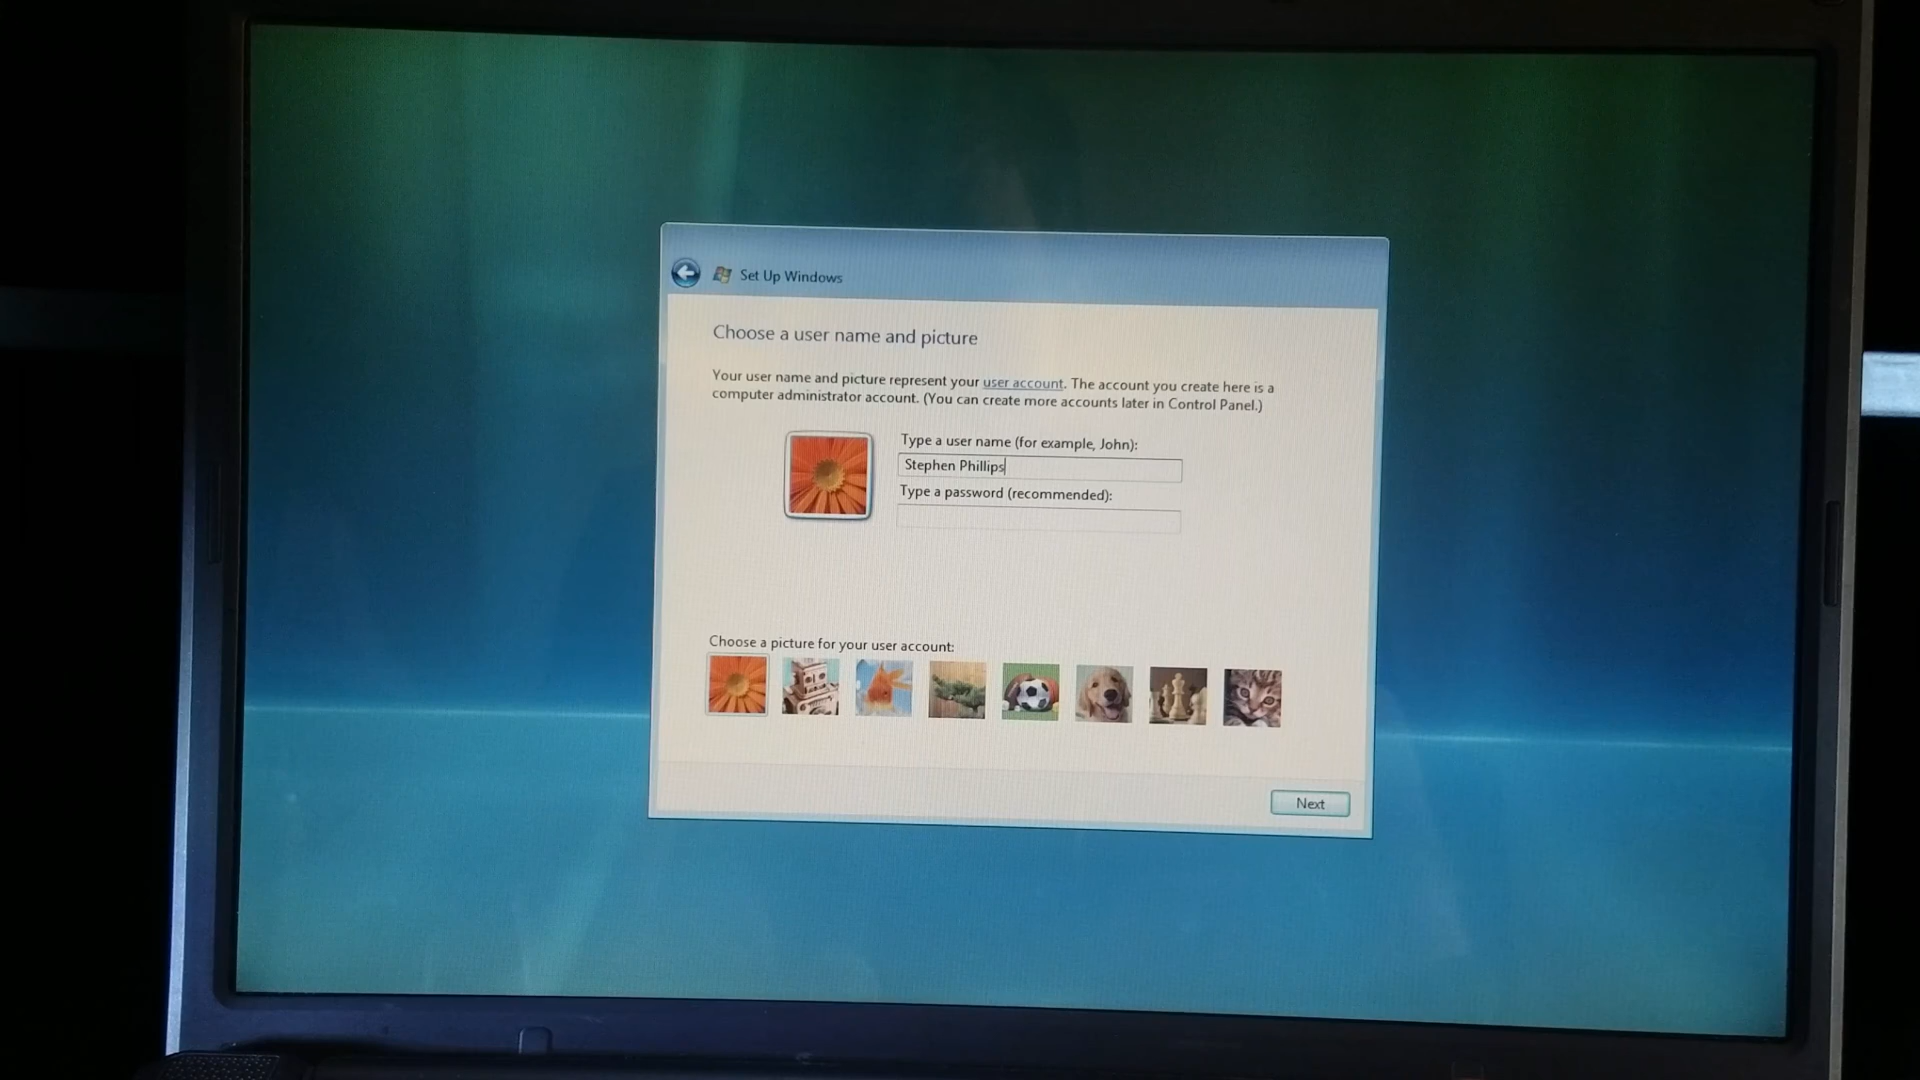 Set Up Windows
Choose a user name and picture
Your user name and picture represent your user account. The account you create here is a
computer administrator account. (You can create more accounts later in Control Panel.)
Type a user name (for example, John):
Stephen Phillips
Type a password (recommended):
Choose a picture for your user account:
Next